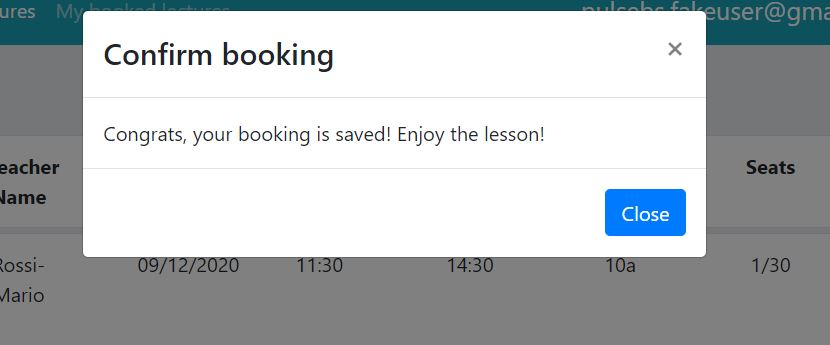 ures My booked lectures
Confirm booking
×
Congrats, your booking is saved! Enjoy the lesson!
eacher
Name
Seats
Close
Rossi-
Mario
09/12/2020 11:30 14:30 10a 1/30